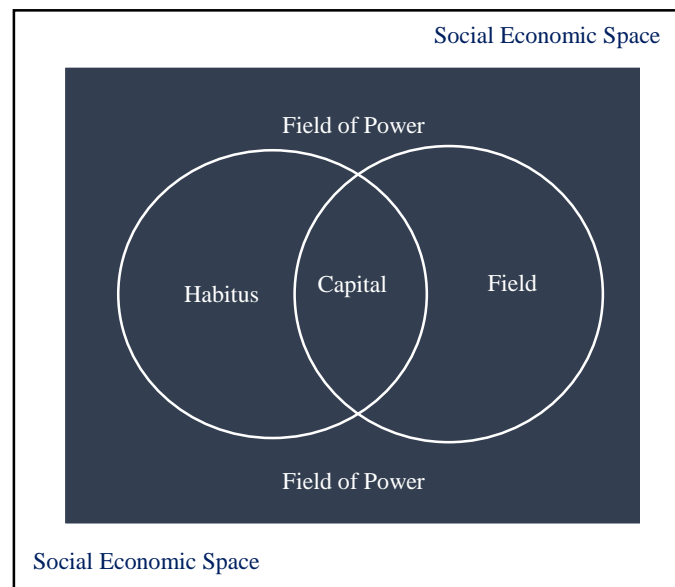 Social Economic Space
Field of Power
Habitus
Capital
Field
Field of Power
Social Economic Space